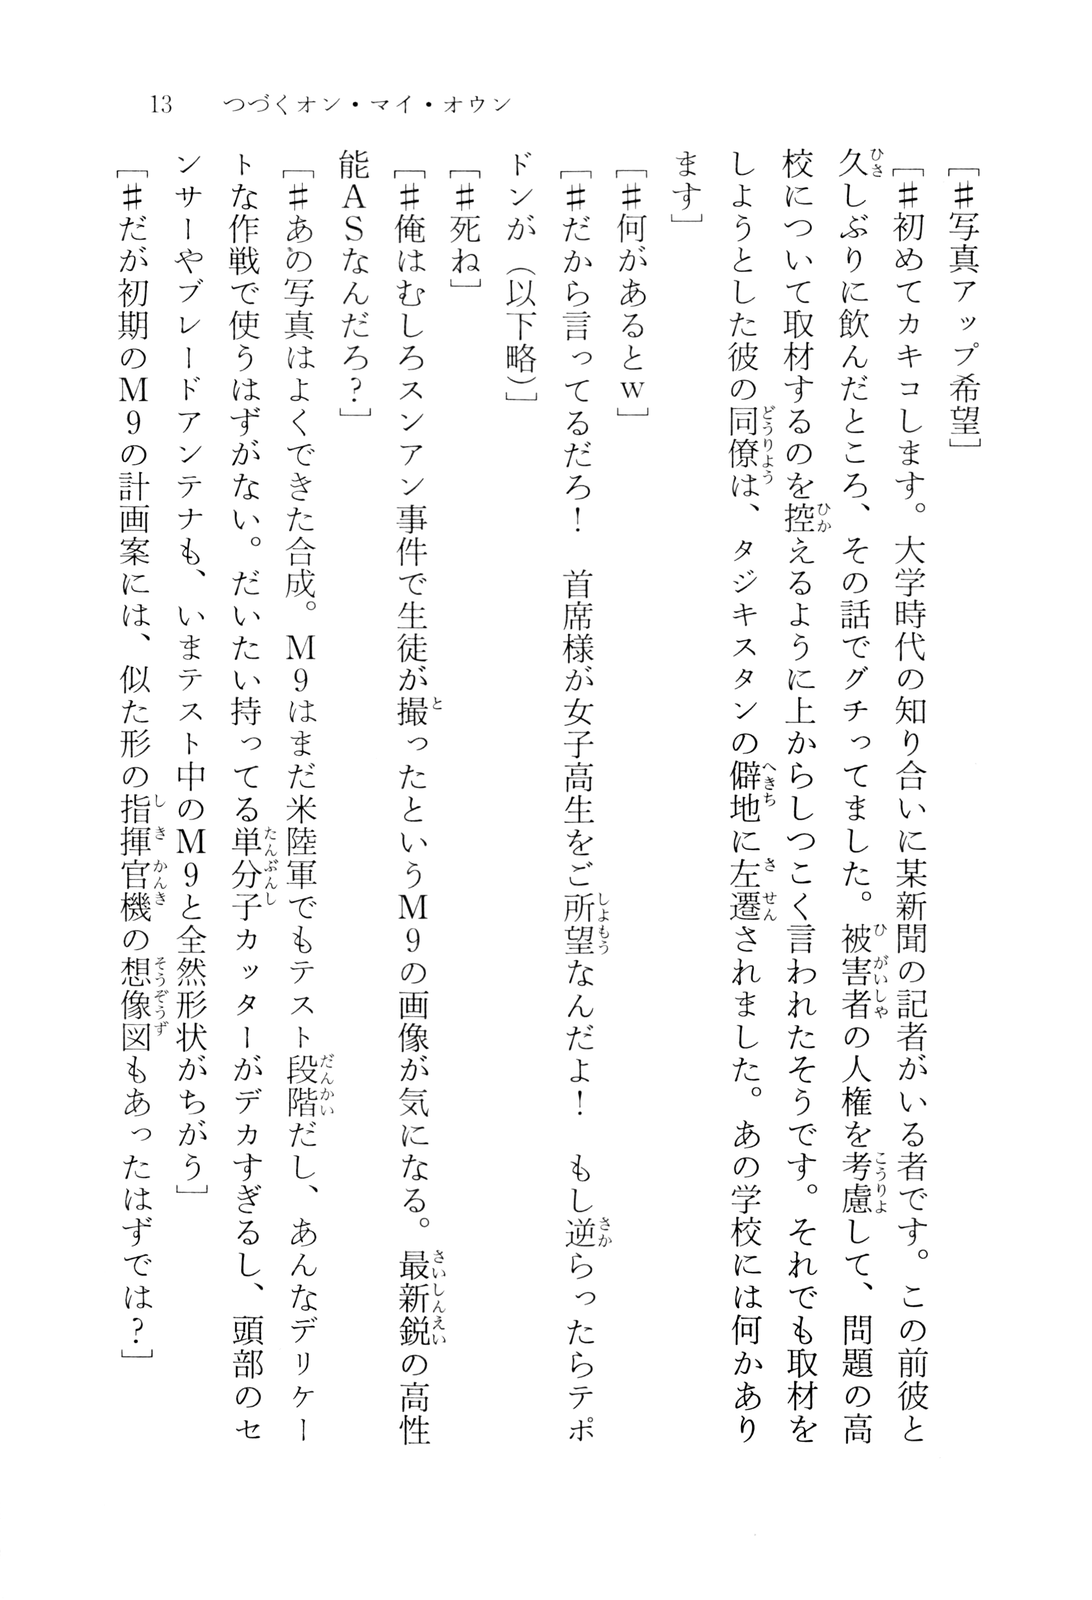 13　つづくオン・マイ・オウン
［＃写真アップ希望］
［＃初めてカキコします。大学時代の知り合いに某新聞の記者がいる者です。この前彼と
久しぶりに飲んだところ、その話でグチってました。被害者の人権を考慮して、問題の高
校について取材するのを控えるように上からしつこく言われたそうです。それでも取材を
しようとした彼の同僚は、タジキスタンの僻地に左遷されました。あの学校には何かあり
ます］
［＃何があるとｗ］
［＃だから言ってるだろ！　首席様が女子高生をご所望なんだよ！　もし逆らったらテポ
ドンが（以下略）］
［＃死ね］
［＃俺はむしろスンアン事件で生徒が撮ったというM9の画像が気になる。最新鋭の高性
能ASなんだろ？］
［＃あの写真はよくできた合成。M9はまだ米陸軍でもテスト段階だし、あんなデリケー
トな作戦で使うはずがない。だいたい持ってる単分子カッターがデカすぎるし、頭部のセ
ンサーやブレードアンテナも、いまテスト中のM9と全然形状がちがう］
［＃だが初期のM9の計画案には、似た形の指揮官機の想像図もあったはずでは？］